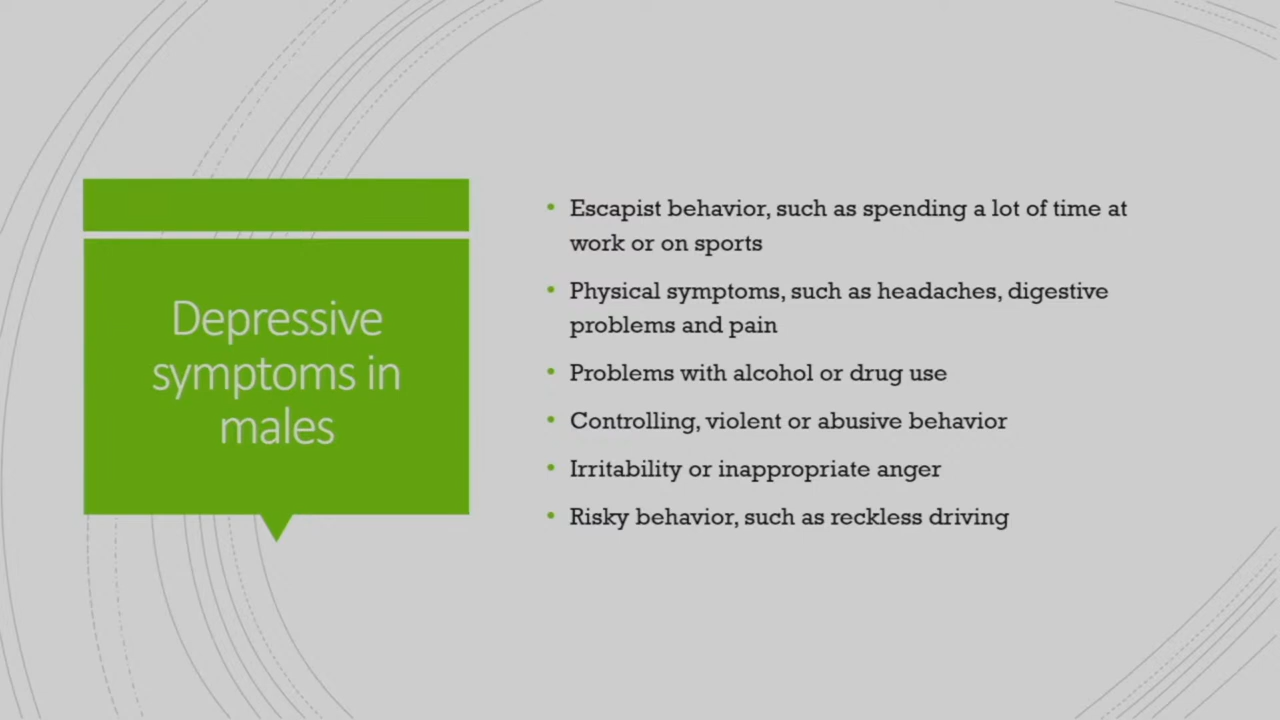 Depressive
symptoms in
males
• Escapist behavior, such as spending a lot of time at
work or on sports
• Physical symptoms, such as headaches, digestive
problems and pain
• Problems with alcohol or drug use
• Controlling, violent or abusive behavior
• Irritability or inappropriate anger
• Risky behavior, such as reckless driving